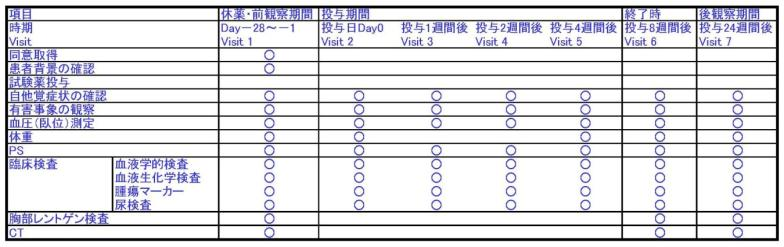 項目 休薬・前観察期間 投与期間 終了時 後観察期間
時期 Day－28～－1 投与日Day0 投与1週間後 投与2週間後 投与4週間後 投与8週間後 投与24週間後
Visit Visit 1 Visit 2 Visit 3 Visit 4 Visit 5 Visit 6 Visit 7
同意取得 ○
患者背景の確認 ○
試験薬投与
自他覚症状の確認 ○ ○ ○ ○ ○ ○ ○
有害事象の観察 ○ ○ ○ ○ ○ ○ ○
血圧（臥位）測定 ○ ○ ○ ○ ○ ○ ○
体重 ○ ○ ○ ○ ○
PS ○ ○ ○ ○ ○ ○ ○
臨床検査 血液学的検査 ○ ○ ○ ○ ○ ○ ○
血液生化学検査 ○ ○ ○ ○ ○ ○ ○
腫瘍マーカー ○ ○ ○ ○ ○ ○ ○
尿検査 ○ ○ ○ ○ ○ ○ ○
胸部レントゲン検査 ○ ○ ○
CT ○ ○ ○